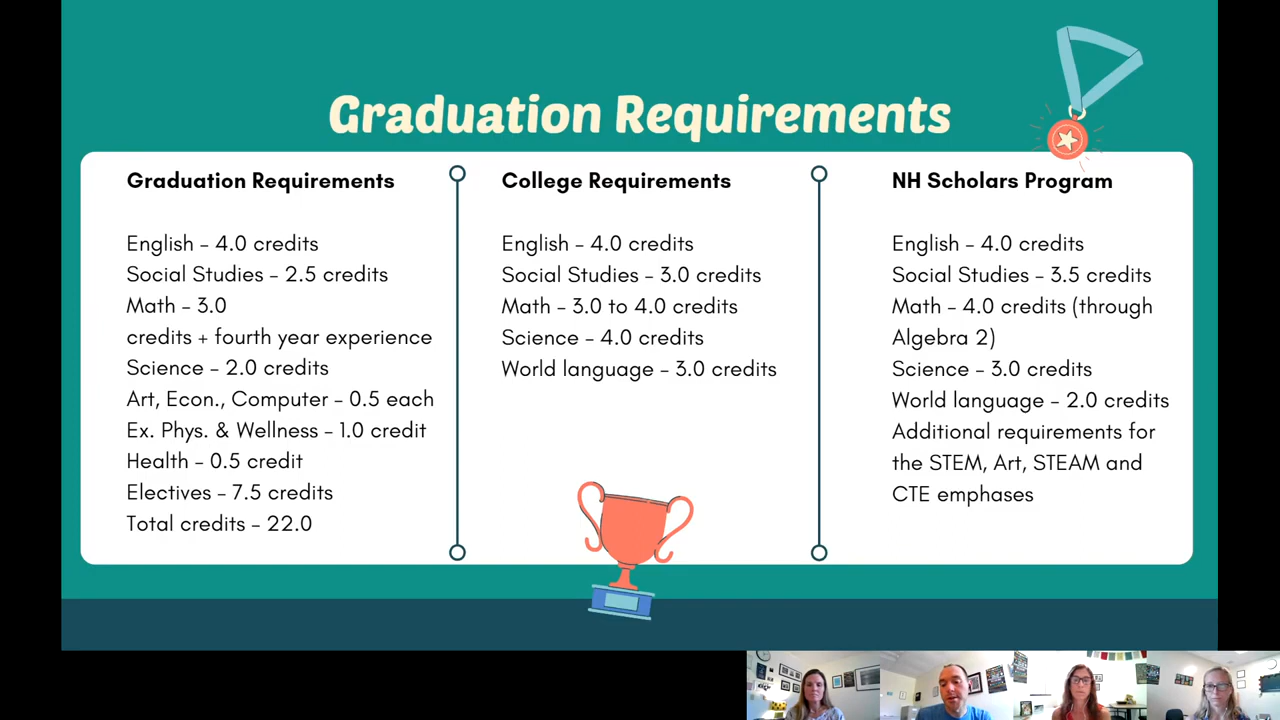 Graduation Requirements
Graduation Requirements
English - 4.0 credits
Social Studies - 2.5 credits
Math - 3.0
credits + fourth year experience
Science - 2.0 credits
Art, Econ., Computer - 0.5 each
Ex. Phys. & Wellness - 1.0 credit
Health - 0.5 credit
Electives - 7.5 credits
Total credits - 22.0
College Requirements
English - 4.0 credits
Social Studies - 3.0 credits
Math - 3.0 to 4.0 credits
Science - 4.0 credits
World language - 3.0 credits
NH Scholars Program
English - 4.0 credits
Social Studies - 3.5 credits
Math - 4.0 credits (through
Algebra 2)
Science - 3.0 credits
World language - 2.0 credits
Additional requirements for
the STEM, Art, STEAM and
CTE emphases